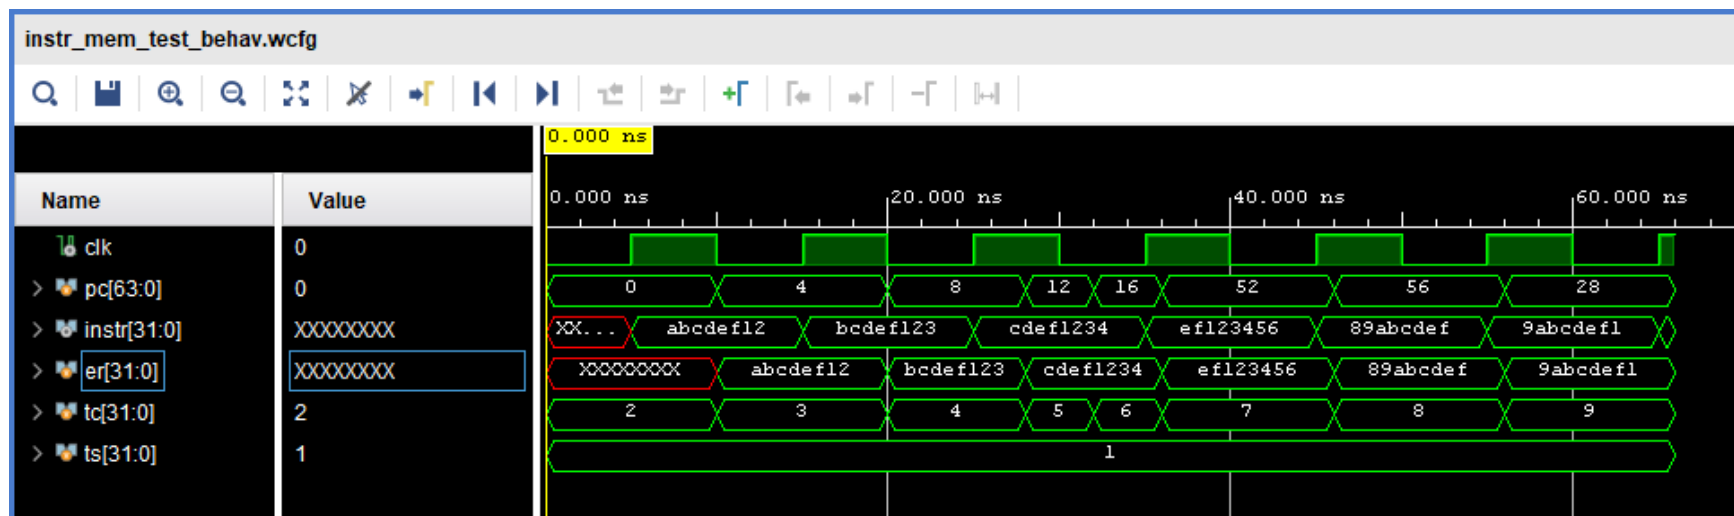 instr_mem_test_behav.wcfg
0.000 ns
Name Value 0.000 ns 20.000 ns 40.000 ns 60.000 ns
clk 0
pc[63:0] 0 0 4 8 12 16 52 56 28
instr[31:0] XXXXXXXX XX... abcdef12 bcdef123 cdef1234 ef123456 89abcdef 9abcdef1
er[31:0] XXXXXXXX XXXXXXXX abcdef12 bcdef123 cdef1234 ef123456 89abcdef 9abcdef1
tc[31:0] 2 2 3 4 5 6 7 8 9
ts[31:0] 1 1